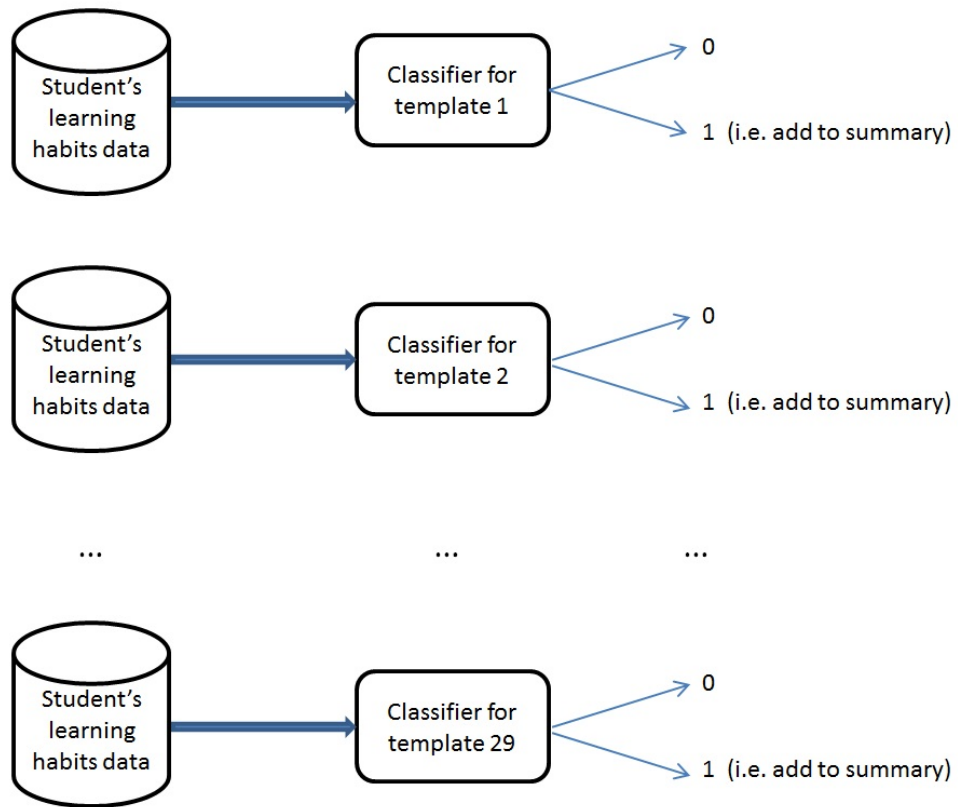 Student’s
learning
habits data
Classifier for
template 1
0
1 (i.e. add to summary)
Student’s
learning
habits data
Classifier for
template 2
0
1 (i.e. add to summary)
... ... ...
Student’s
learning
habits data
Classifier for
template 29
0
1 (i.e. add to summary)